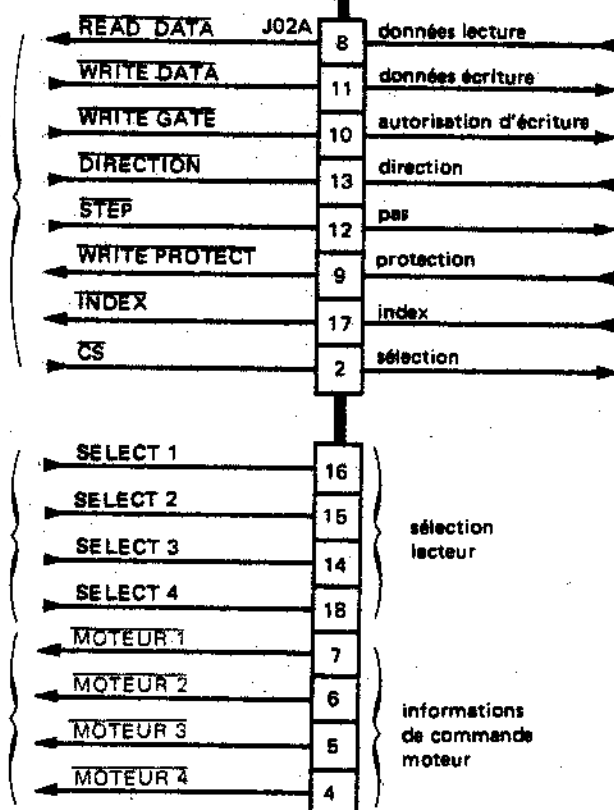 READ DATA J02A 8 données lecture
WRITE DATA 11 données écriture
WRITE GATE 10 autorisation d'écriture
DIRECTION 13 direction
STEP 12 pas
WRITE PROTECT 9 protection
INDEX 17 index
CS 2 sélection
SELECT 1 16
SELECT 2 15
sélection
lecteur
SELECT 3 14
SELECT 4 18
MOTEUR 1 7
MOTEUR 2 6
informations
de commande
moteur
MOTEUR 3 5
MOTEUR 4 4